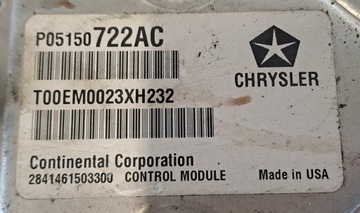 P05150722AC
CHRYSLER
T00EM0023XH232
Continental Corporation
2841461503300 CONTROL MODULE Made in USA